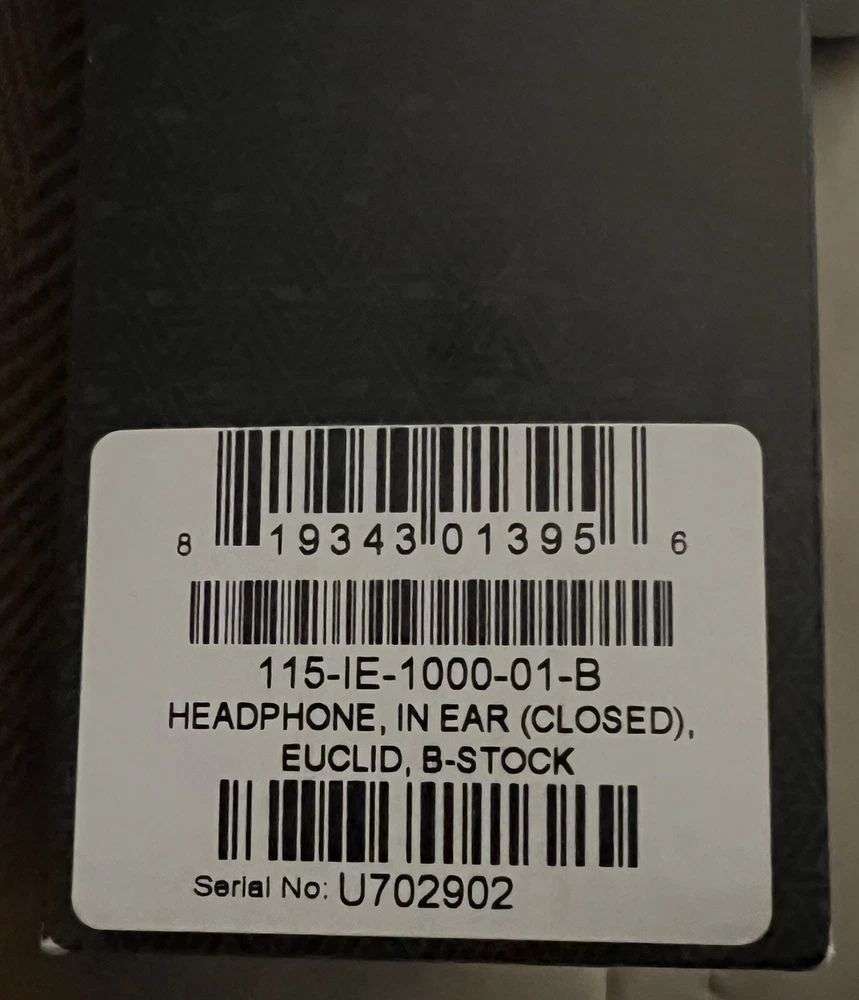 8 19343 01395 6
115-IE-1000-01-B
HEADPHONE, IN EAR (CLOSED),
EUCLID, B-STOCK
Serial No: U702902